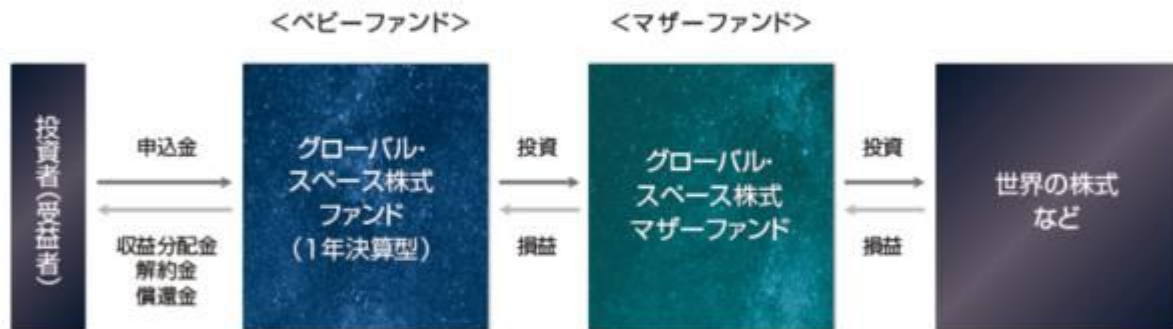 <ベビーファンド>
<マザーファンド>
投資者(受益者)
申込金
収益分配金
解約金
償還金
グローバル・
スペース株式
ファンド
(1年決算型)
投資
損益
グローバル・
スペース株式
マザーファンド
投資
損益
世界の株式
など